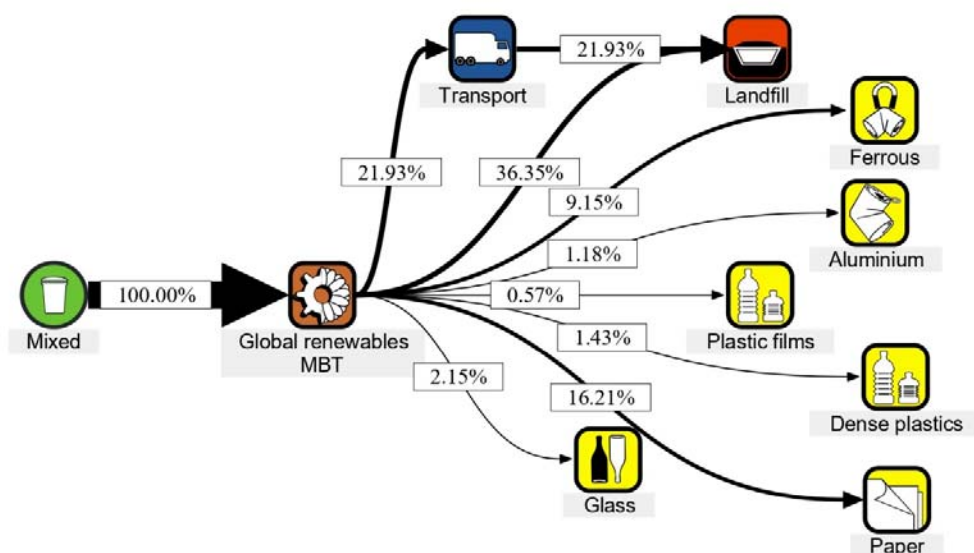 Transport
21.93%
Landfill
21.93%
36.35%
Ferrous
9.15%
Aluminium
1.18%
Mixed
100.00%
Global renewables
MBT
0.57%
Plastic films
1.43%
Dense plastics
2.15%
16.21%
Glass
Paper